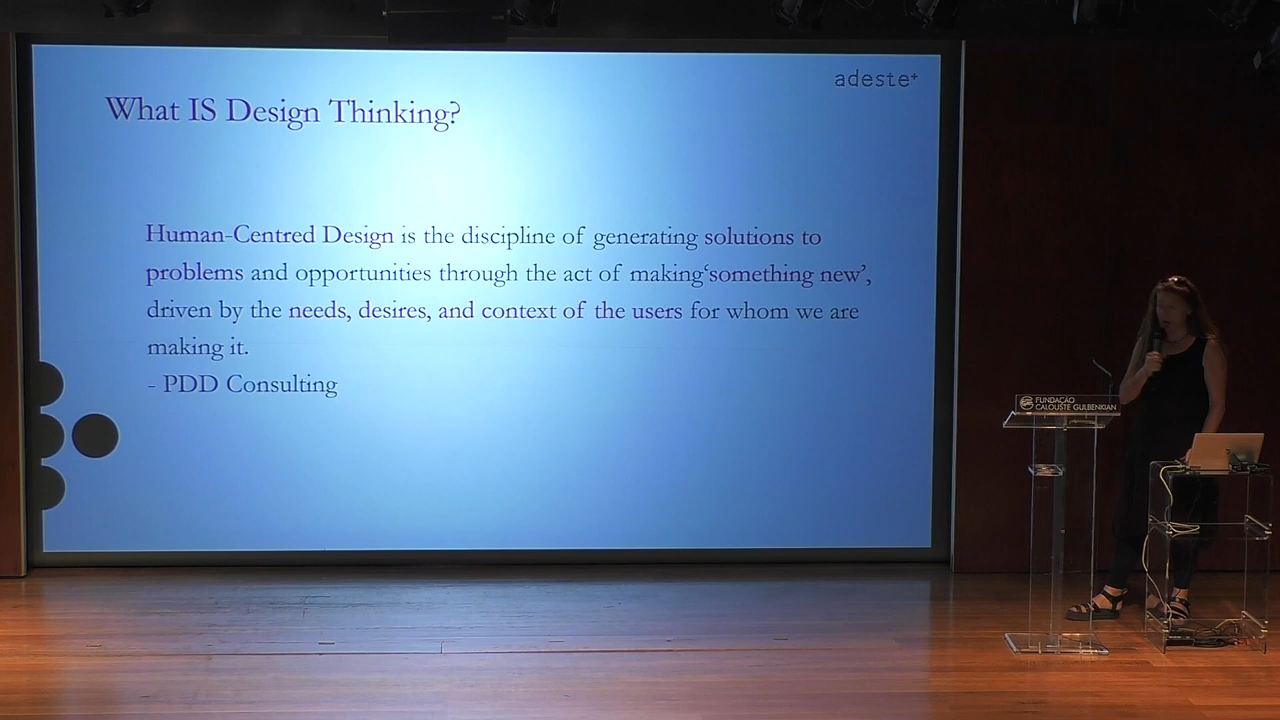 adeste+
What IS Design Thinking?
Human-Centred Design is the discipline of generating solutions to
problems and opportunities through the act of making‘something new’,
driven by the needs, desires, and context of the users for whom we are
making it.
- PDD Consulting
FUNDAÇÃO
CALOUSTE GULBENKIAN